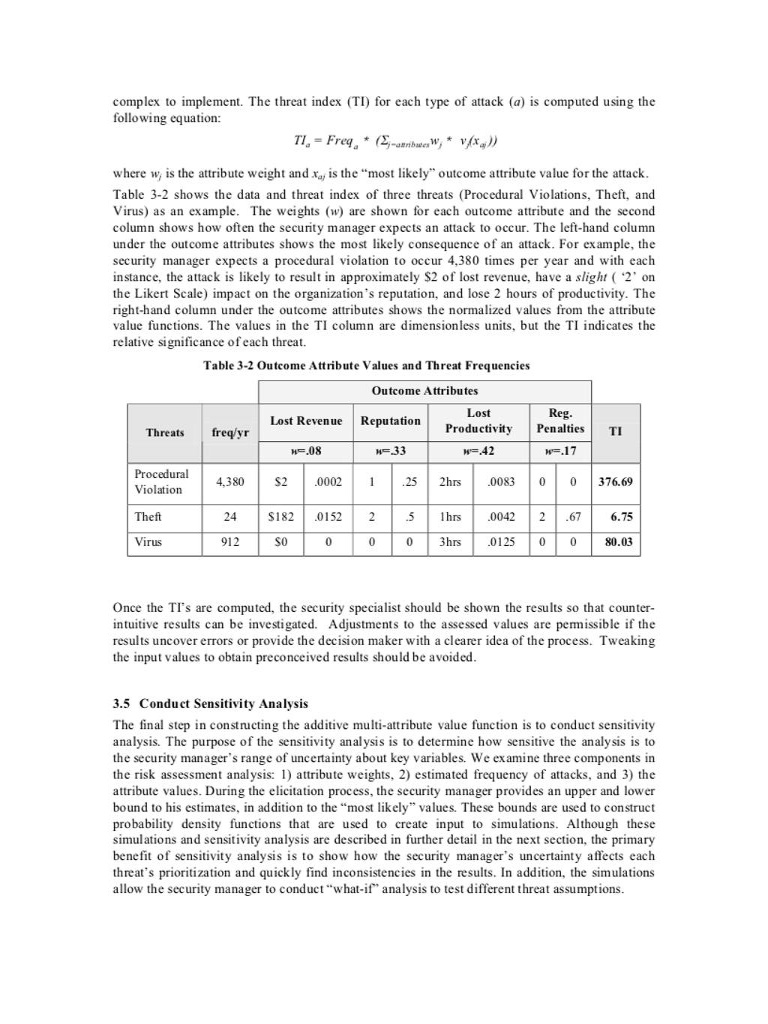 complex to implement. The threat index (TI) for each type of attack (a) is computed using the
following equation:
TIa = Freqa * (Σj=attributeswj * vj(xaj))
where wj is the attribute weight and xaj is the “most likely” outcome attribute value for the attack.
Table 3-2 shows the data and threat index of three threats (Procedural Violations, Theft, and
Virus) as an example. The weights (w) are shown for each outcome attribute and the second
column shows how often the security manager expects an attack to occur. The left-hand column
under the outcome attributes shows the most likely consequence of an attack. For example, the
security manager expects a procedural violation to occur 4,380 times per year and with each
instance, the attack is likely to result in approximately $2 of lost revenue, have a slight ( ‘2’ on
the Likert Scale) impact on the organization’s reputation, and lose 2 hours of productivity. The
right-hand column under the outcome attributes shows the normalized values from the attribute
value functions. The values in the TI column are dimensionless units, but the TI indicates the
relative significance of each threat.
Table 3-2 Outcome Attribute Values and Threat Frequencies
Outcome Attributes
Threats freq/yr Lost Revenue Reputation Lost Productivity Reg. Penalties TI
w=.08 w=.33 w=.42 w=.17
Procedural Violation 4,380 $2 .0002 1 .25 2hrs .0083 0 0 376.69
Theft 24 $182 .0152 2 .5 1hrs .0042 2 .67 6.75
Virus 912 $0 0 0 0 3hrs .0125 0 0 80.03
Once the TI’s are computed, the security specialist should be shown the results so that counter-
intuitive results can be investigated. Adjustments to the assessed values are permissible if the
results uncover errors or provide the decision maker with a clearer idea of the process. Tweaking
the input values to obtain preconceived results should be avoided.
3.5 Conduct Sensitivity Analysis
The final step in constructing the additive multi-attribute value function is to conduct sensitivity
analysis. The purpose of the sensitivity analysis is to determine how sensitive the analysis is to
the security manager’s range of uncertainty about key variables. We examine three components in
the risk assessment analysis: 1) attribute weights, 2) estimated frequency of attacks, and 3) the
attribute values. During the elicitation process, the security manager provides an upper and lower
bound to his estimates, in addition to the “most likely” values. These bounds are used to construct
probability density functions that are used to create input to simulations. Although these
simulations and sensitivity analysis are described in further detail in the next section, the primary
benefit of sensitivity analysis is to show how the security manager’s uncertainty affects each
threat’s prioritization and quickly find inconsistencies in the results. In addition, the simulations
allow the security manager to conduct “what-if” analysis to test different threat assumptions.